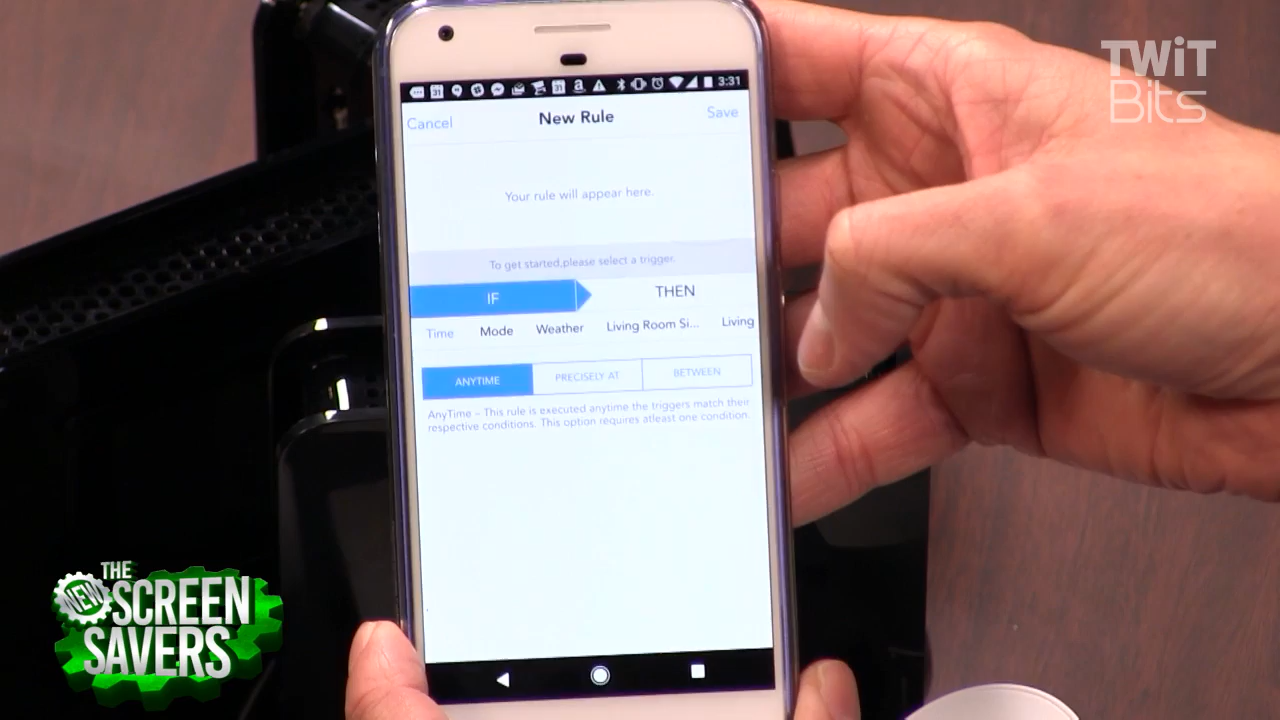 TWiT
Bits
3:31
Cancel
New Rule
Save
Your rule will appear here.
To get started,please select a trigger.
IF
THEN
Time
Mode
Weather
Living Room Si...
Living
ANYTIME
PRECISELY AT
BETWEEN
AnyTime – This rule is executed anytime the triggers match their
respective conditions. This option requires atleast one condition.
THE
NEW
SCREEN
SAVERS